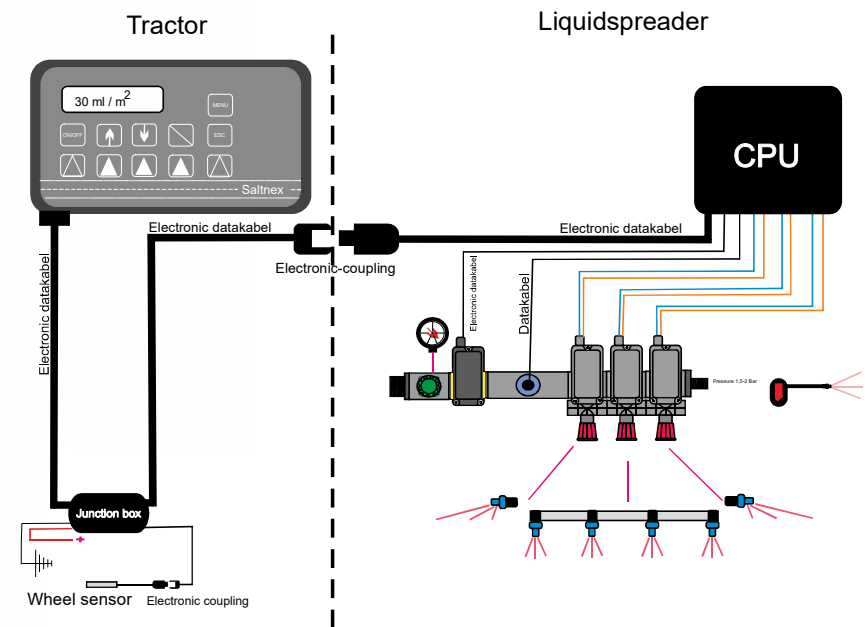 Tractor
Liquidspreader
30 ml / m2
MENU
ON/OFF
ESC
Saltnex
CPU
Electronic datakabel
Electronic datakabel
Electronic-coupling
Electronic datakabel
Electronic datakabel
Datakabel
Pressure 1,5-2 Bar
Junction box
+
Wheel sensor
Electronic coupling